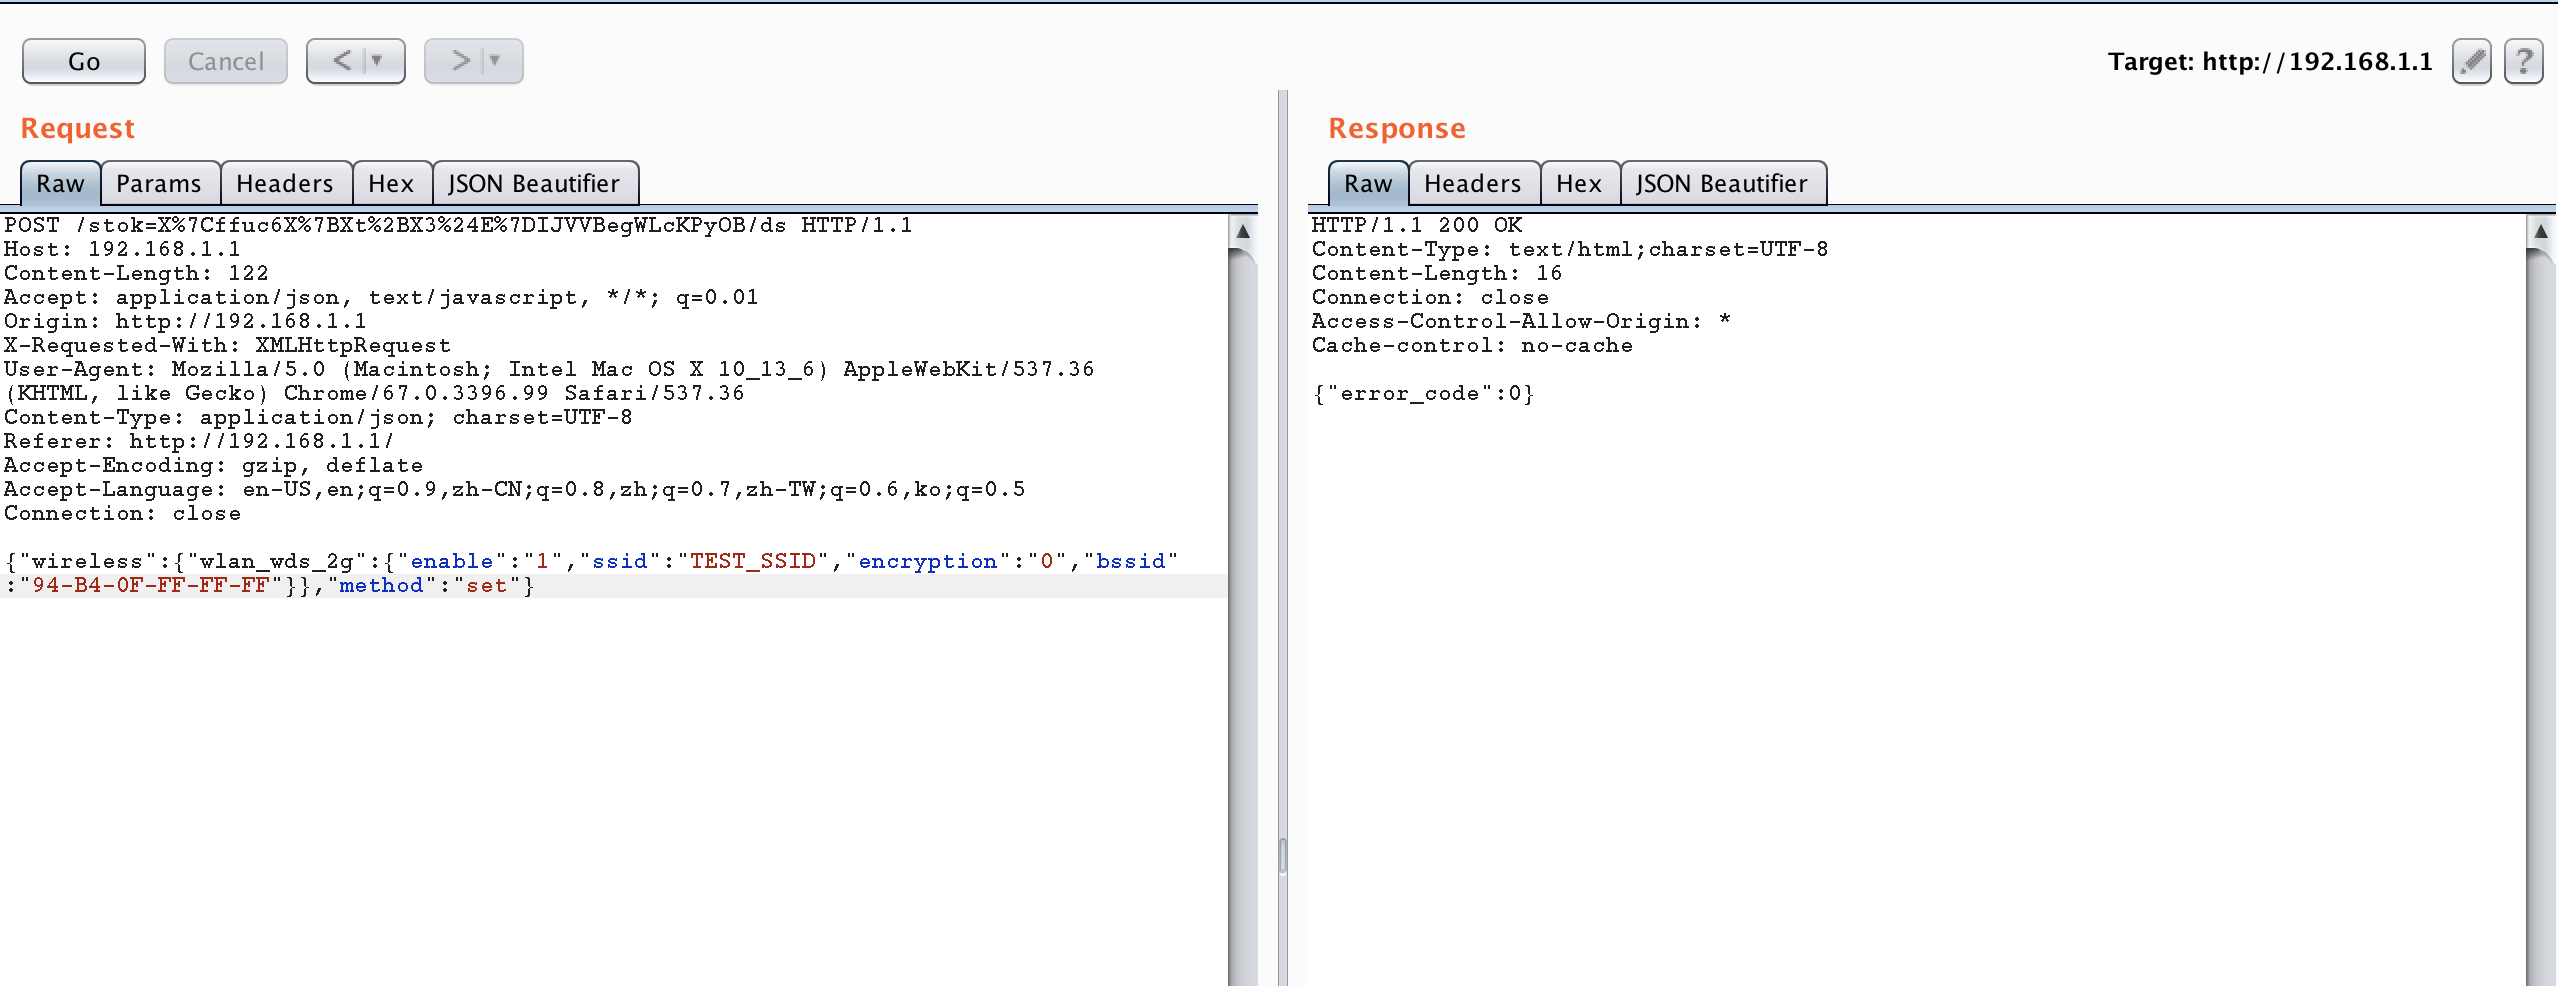 Go Cancel < >
Target: http://192.168.1.1 ?
Request
Raw Params Headers Hex JSON Beautifier
POST /stok=X%7Cffuc6X%7BXt%2BX3%24E%7DIJVVBegWLcKPyOB/ds HTTP/1.1
Host: 192.168.1.1
Content-Length: 122
Accept: application/json, text/javascript, */*; q=0.01
Origin: http://192.168.1.1
X-Requested-With: XMLHttpRequest
User-Agent: Mozilla/5.0 (Macintosh; Intel Mac OS X 10_13_6) AppleWebKit/537.36
(KHTML, like Gecko) Chrome/67.0.3396.99 Safari/537.36
Content-Type: application/json; charset=UTF-8
Referer: http://192.168.1.1/
Accept-Encoding: gzip, deflate
Accept-Language: en-US,en;q=0.9,zh-CN;q=0.8,zh;q=0.7,zh-TW;q=0.6,ko;q=0.5
Connection: close
{"wireless":{"wlan_wds_2g":{"enable":"1","ssid":"TEST_SSID","encryption":"0","bssid"
:"94-B4-0F-FF-FF-FF"}},"method":"set"}
Response
Raw Headers Hex JSON Beautifier
HTTP/1.1 200 OK
Content-Type: text/html;charset=UTF-8
Content-Length: 16
Connection: close
Access-Control-Allow-Origin: *
Cache-control: no-cache
{"error_code":0}